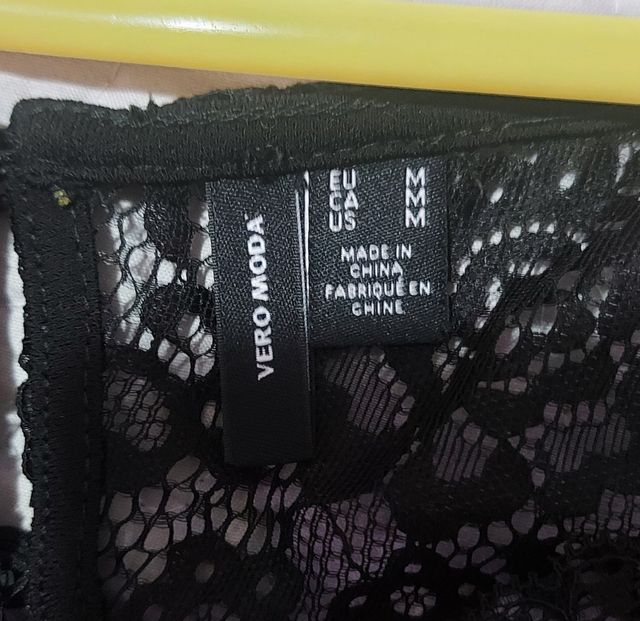 VERO MODA
EU M
CA M
US M
MADE IN
CHINA
FABRIQUÉ EN
CHINE